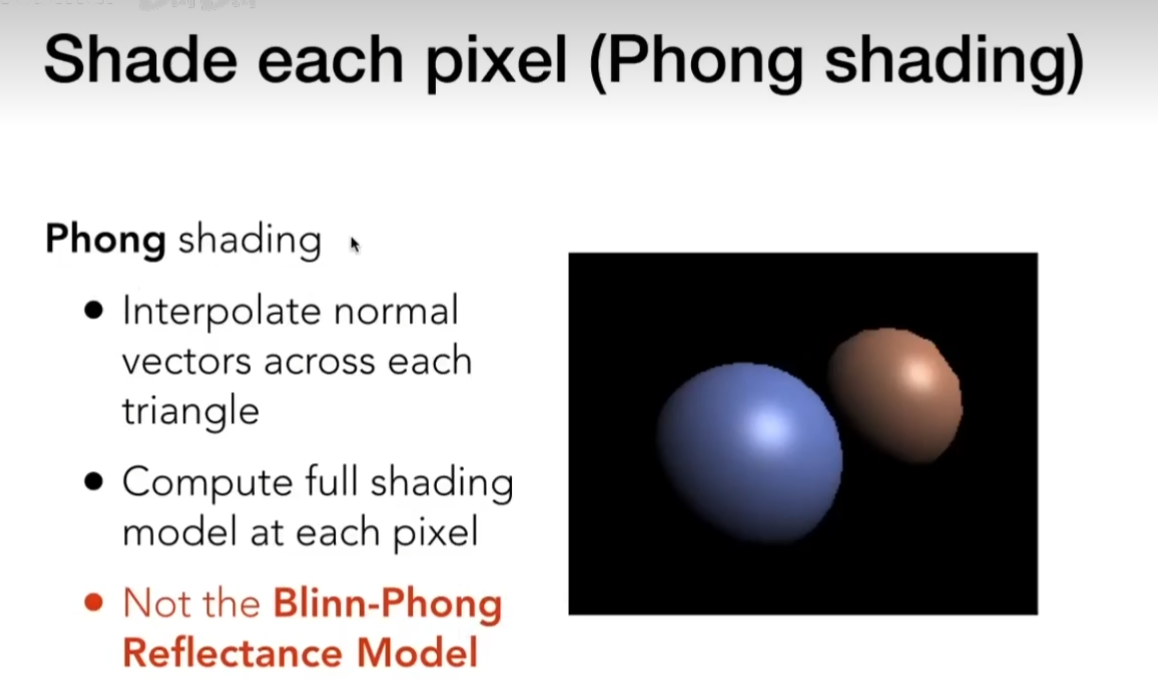 Shade each pixel (Phong shading)
Phong shading
• Interpolate normal
vectors across each
triangle
• Compute full shading
model at each pixel
• Not the Blinn-Phong
Reflectance Model